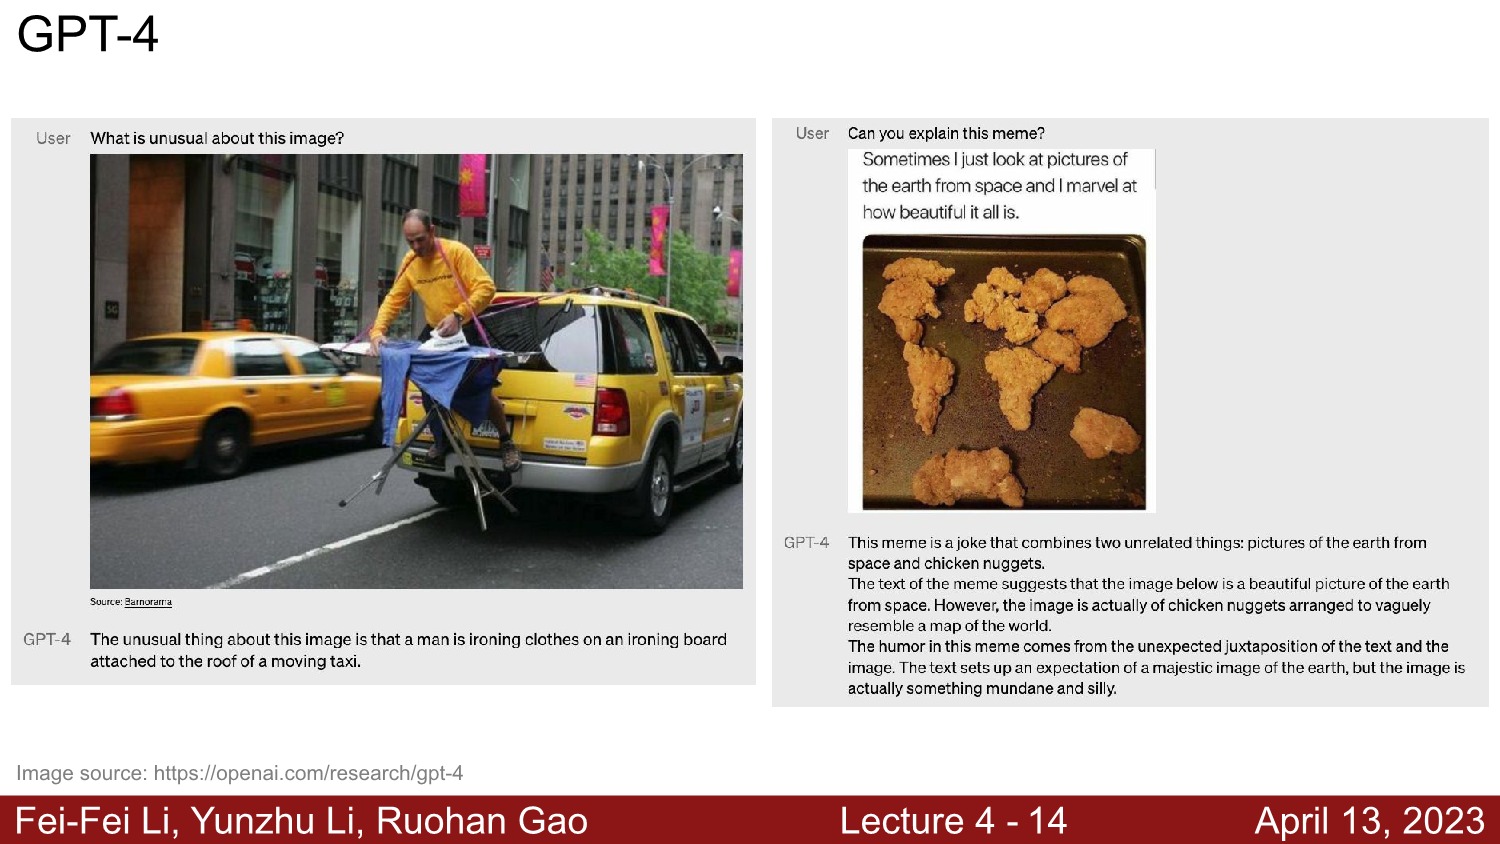 GPT-4
User What is unusual about this image?
Source: Barnorama
GPT-4 The unusual thing about this image is that a man is ironing clothes on an ironing board
attached to the roof of a moving taxi.
User Can you explain this meme?
Sometimes I just look at pictures of
the earth from space and I marvel at
how beautiful it all is.
GPT-4 This meme is a joke that combines two unrelated things: pictures of the earth from
space and chicken nuggets.
The text of the meme suggests that the image below is a beautiful picture of the earth
from space. However, the image is actually of chicken nuggets arranged to vaguely
resemble a map of the world.
The humor in this meme comes from the unexpected juxtaposition of the text and the
image. The text sets up an expectation of a majestic image of the earth, but the image is
actually something mundane and silly.
Image source: https://openai.com/research/gpt-4
Fei-Fei Li, Yunzhu Li, Ruohan Gao Lecture 4 - 14 April 13, 2023